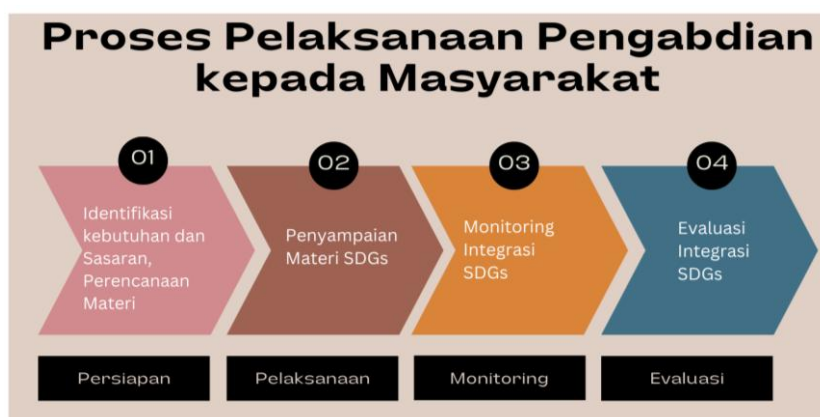 Proses Pelaksanaan Pengabdian
kepada Masyarakat
01
Identifikasi
kebutuhan dan
Sasaran,
Perencanaan
Materi
02
Penyampaian
Materi SDGs
03
Monitoring
Integrasi
SDGs
04
Evaluasi
Integrasi
SDGs
Persiapan
Pelaksanaan
Monitoring
Evaluasi